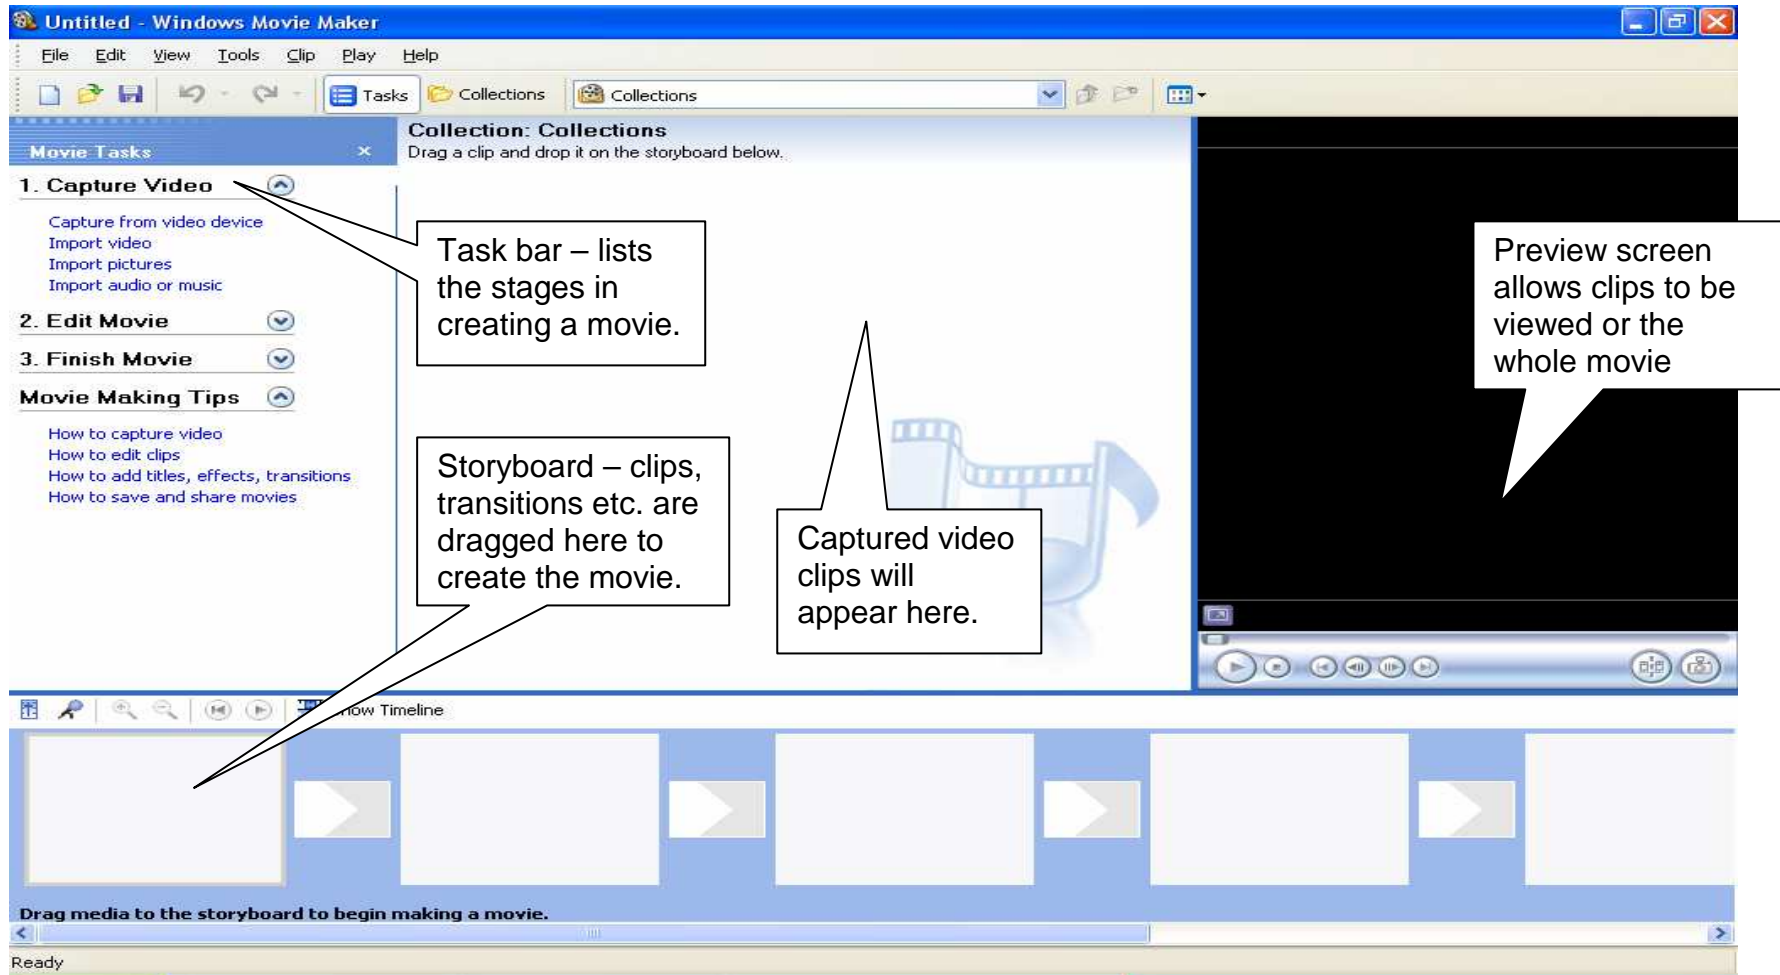 Untitled - Windows Movie Maker
File Edit View Tools Clip Play Help
Tasks Collections Collections
Movie Tasks
Collection: Collections
Drag a clip and drop it on the storyboard below.
1. Capture Video
Capture from video device
Import video
Import pictures
Import audio or music
2. Edit Movie
3. Finish Movie
Movie Making Tips
How to capture video
How to edit clips
How to add titles, effects, transitions
How to save and share movies
Task bar – lists
the stages in
creating a movie.
Storyboard – clips,
transitions etc. are
dragged here to
create the movie.
Captured video
clips will
appear here.
Preview screen
allows clips to be
viewed or the
whole movie
Timeline
Drag media to the storyboard to begin making a movie.
Ready